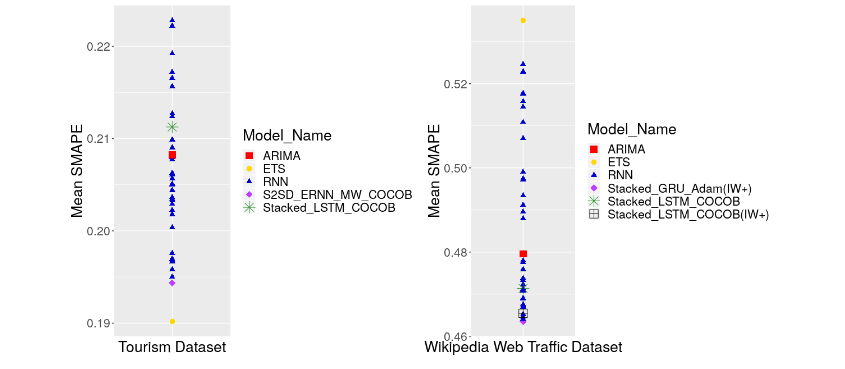 0.22
0.21
0.20
0.19
Mean SMAPE
Tourism Dataset
Model_Name
ARIMA
ETS
RNN
S2SD_ERNN_MW_COCOB
Stacked_LSTM_COCOB
0.52
0.50
0.48
0.46
Mean SMAPE
Wikipedia Web Traffic Dataset
Model_Name
ARIMA
ETS
RNN
Stacked_GRU_Adam(IW+)
Stacked_LSTM_COCOB
Stacked_LSTM_COCOB(IW+)